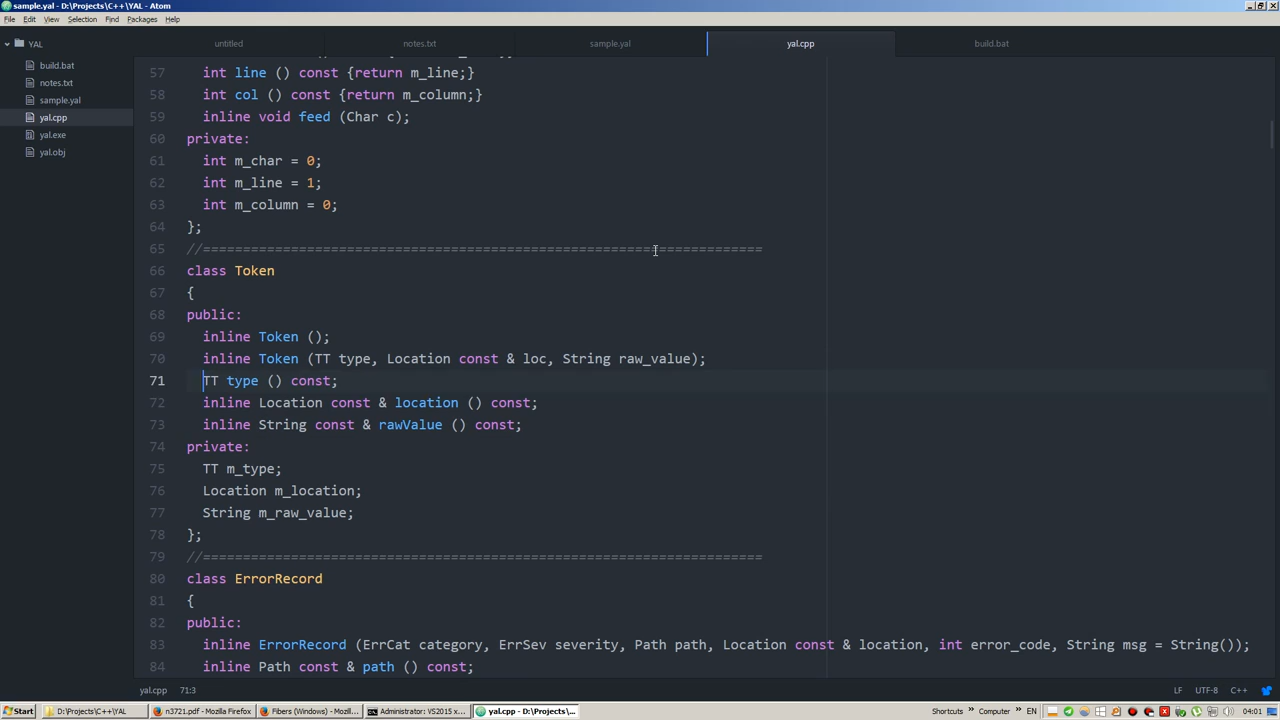 sample.yal - D:\Projects\C++\YAL - Atom
File Edit View Selection Find Packages Help
YAL
build.bat
notes.txt
sample.yal
yal.cpp
yal.exe
yal.obj
untitled notes.txt sample.yal yal.cpp build.bat
57 int line () const {return m_line;}
58 int col () const {return m_column;}
59 inline void feed (Char c);
60 private:
61 int m_char = 0;
62 int m_line = 1;
63 int m_column = 0;
64 };
65 //======================================================================
66 class Token
67 {
68 public:
69 inline Token ();
70 inline Token (TT type, Location const & loc, String raw_value);
71 TT type () const;
72 inline Location const & location () const;
73 inline String const & rawValue () const;
74 private:
75 TT m_type;
76 Location m_location;
77 String m_raw_value;
78 };
79 //======================================================================
80 class ErrorRecord
81 {
82 public:
83 inline ErrorRecord (ErrCat category, ErrSev severity, Path path, Location const & location, int error_code, String msg = String());
84 inline Path const & path () const;
yal.cpp 71:3 LF UTF-8 C++
Start D:\Projects\C++\YAL n3721.pdf - Mozilla Firefox Fibers (Windows) - Mozill... Administrator: VS2015 x... yal.cpp - D:\Projects\... Shortcuts » Computer » EN 04:01